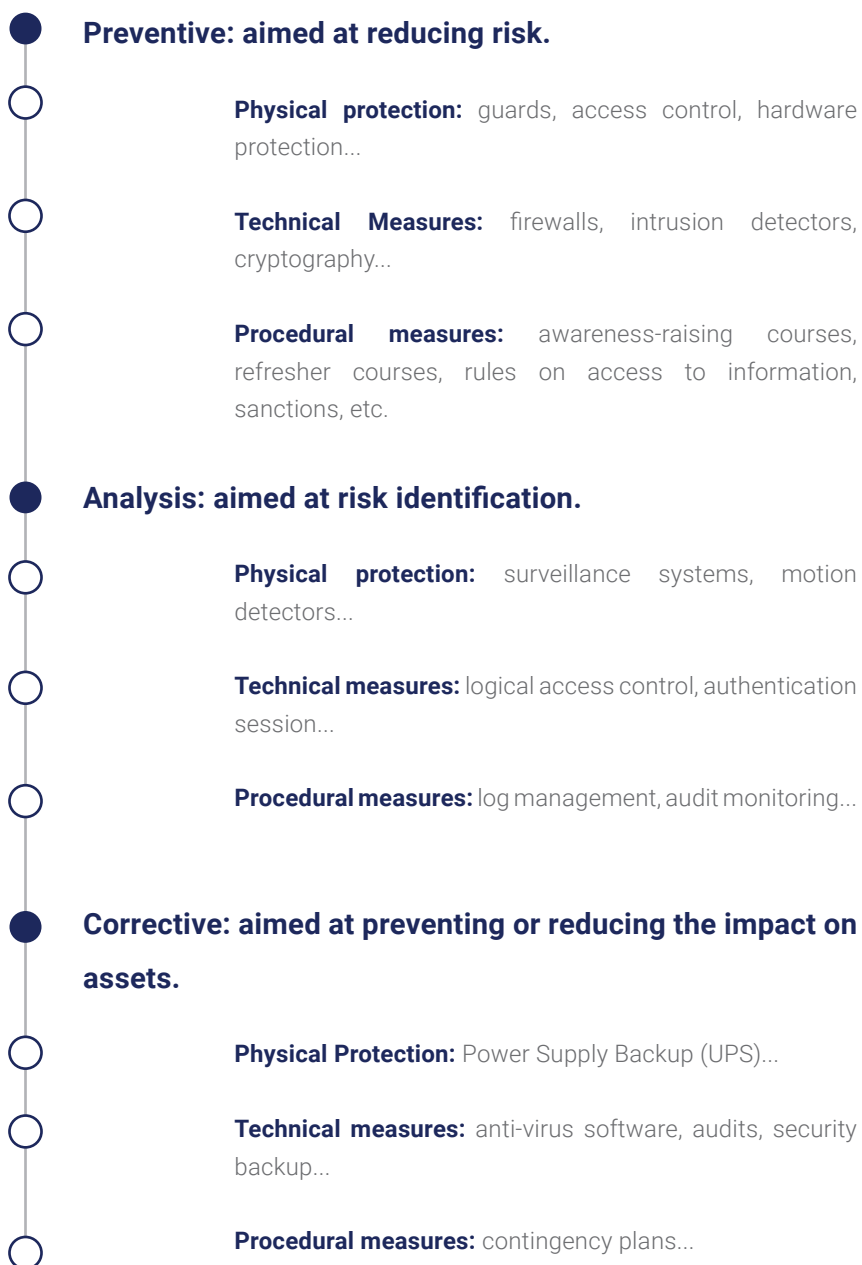 Preventive: aimed at reducing risk.
Physical protection: guards, access control, hardware
protection...
Technical Measures: firewalls, intrusion detectors,
cryptography...
Procedural measures: awareness-raising courses,
refresher courses, rules on access to information,
sanctions, etc.
Analysis: aimed at risk identification.
Physical protection: surveillance systems, motion
detectors...
Technical measures: logical access control, authentication
session...
Procedural measures: log management, audit monitoring...
Corrective: aimed at preventing or reducing the impact on
assets.
Physical Protection: Power Supply Backup (UPS)...
Technical measures: anti-virus software, audits, security
backup...
Procedural measures: contingency plans...